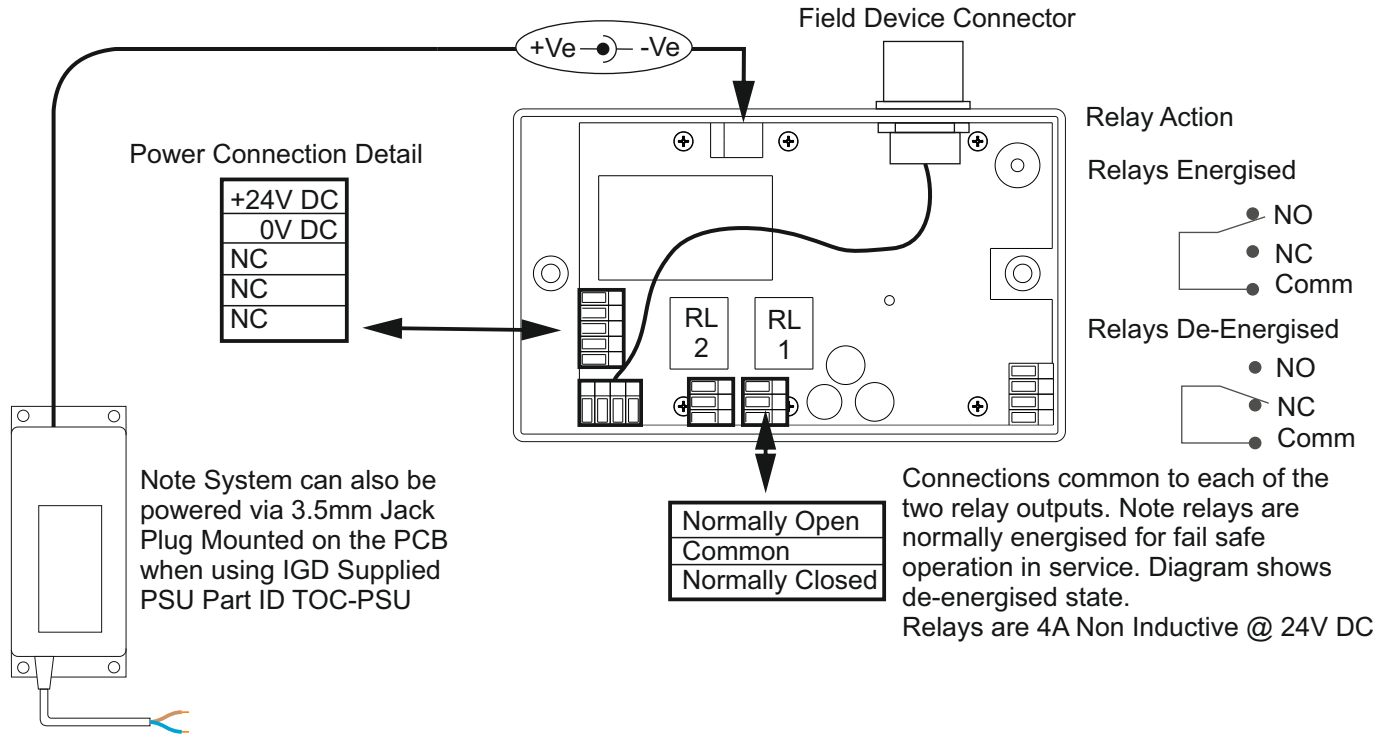 Field Device Connector
+Ve -Ve
Relay Action
Power Connection Detail
Relays Energised
+24V DC
0V DC
NC
NC
NC
NO
NC
Comm
RL
2
RL
1
Relays De-Energised
NO
NC
Comm
Note System can also be
powered via 3.5mm Jack
Plug Mounted on the PCB
when using IGD Supplied
PSU Part ID TOC-PSU
Normally Open
Common
Normally Closed
Connections common to each of the
two relay outputs. Note relays are
normally energised for fail safe
operation in service. Diagram shows
de-energised state.
Relays are 4A Non Inductive @ 24V DC